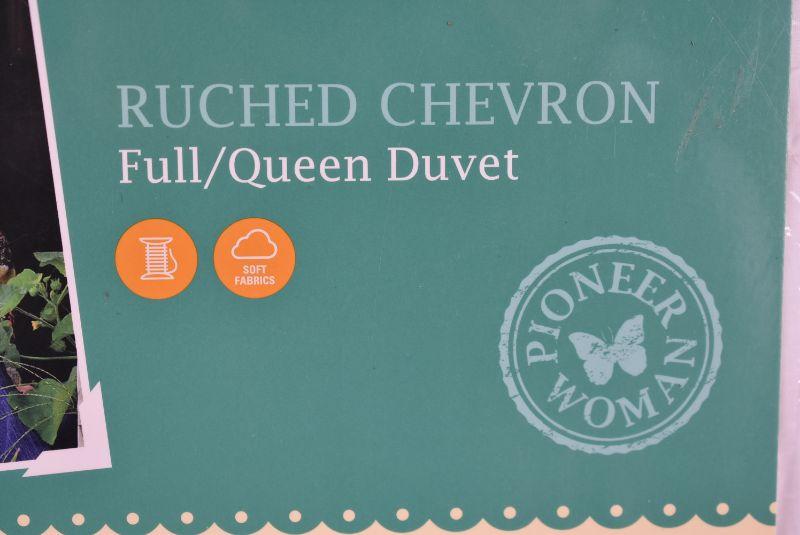 RUCHED CHEVRON
Full/Queen Duvet
SOFT
FABRICS
PIONEER
WOMAN